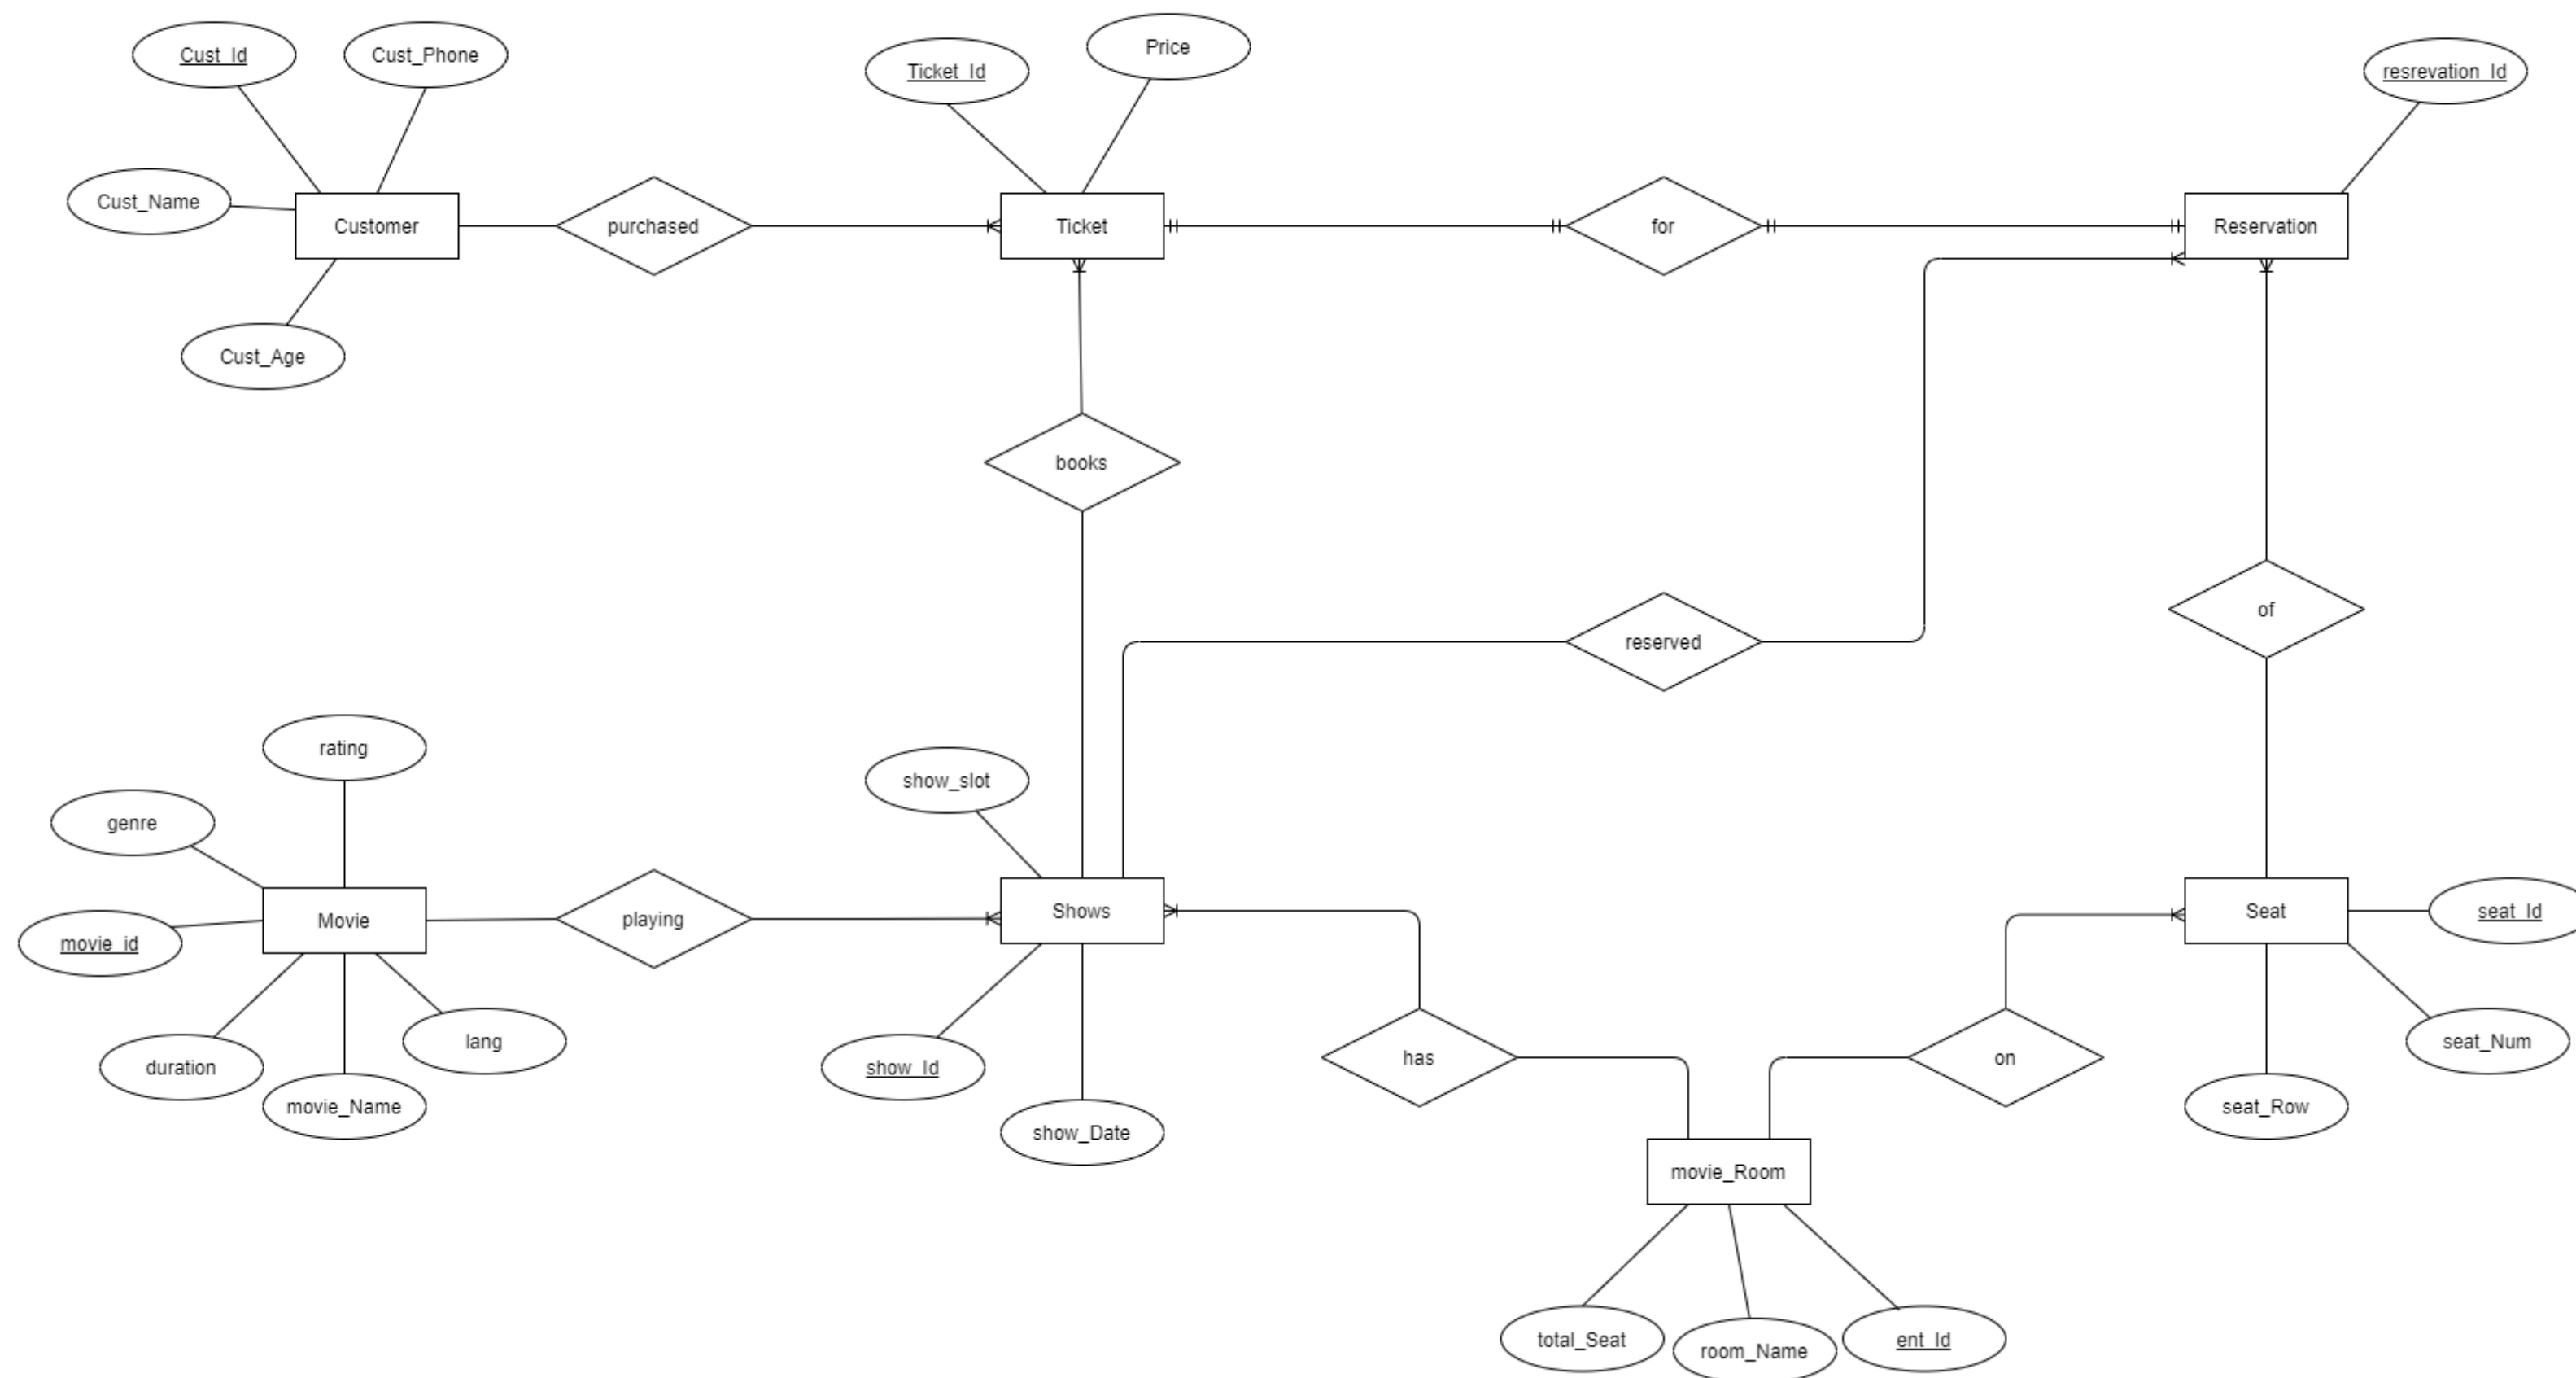 Cust_Id
Cust_Phone
Ticket_Id
Price
resrevation_Id
Cust_Name
Customer
purchased
Ticket
for
Reservation
Cust_Age
books
of
reserved
rating
show_slot
genre
Movie
playing
Shows
Seat
seat_Id
movie_id
duration
movie_Name
lang
show_Id
show_Date
has
on
seat_Num
seat_Row
movie_Room
total_Seat
room_Name
ent_Id